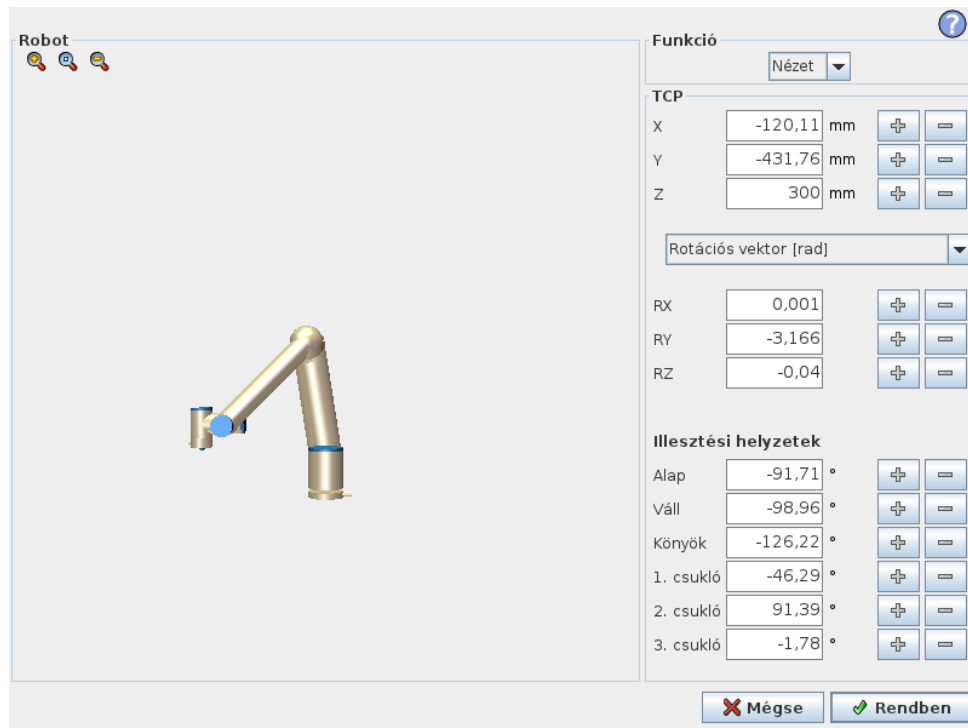 Robot
Funkció
Nézet
TCP
X -120,11 mm
Y -431,76 mm
Z 300 mm
Rotációs vektor [rad]
RX 0,001
RY -3,166
RZ -0,04
Illesztési helyzetek
Alap -91,71 °
Váll -98,96 °
Könyök -126,22 °
1. csukló -46,29 °
2. csukló 91,39 °
3. csukló -1,78 °
Mégse Rendben